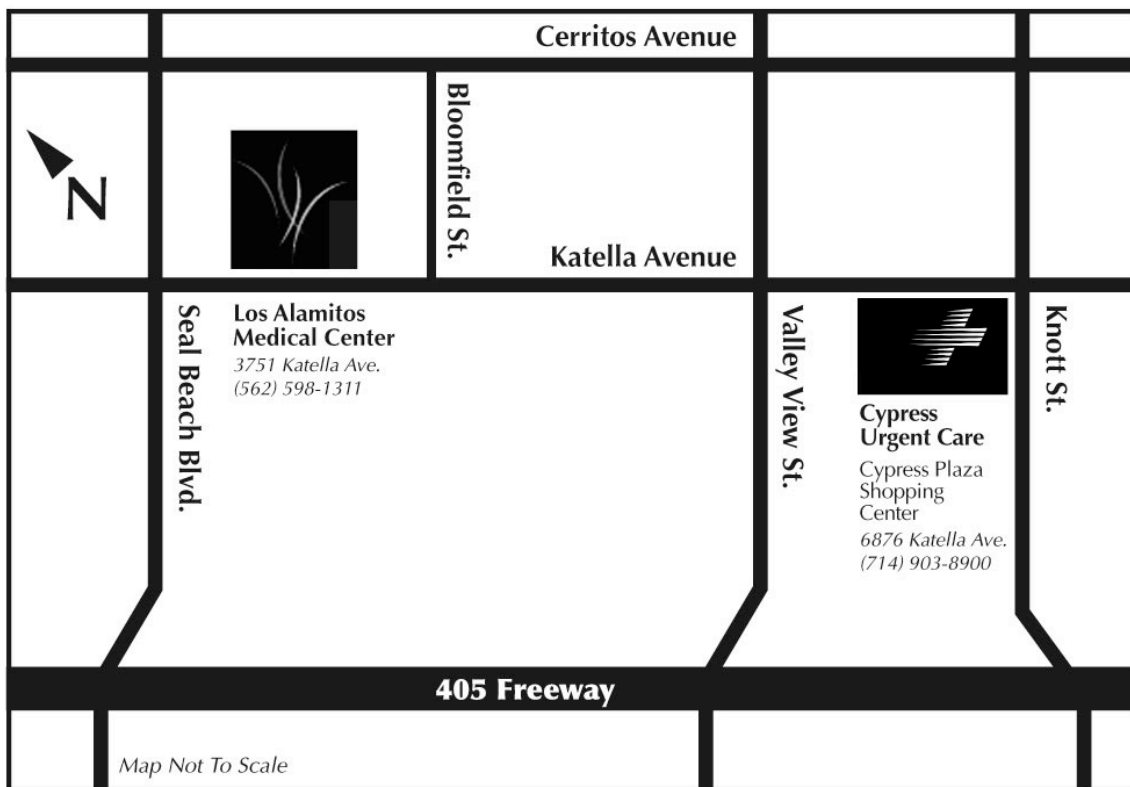 Cerritos Avenue
N
Bloomfield St.
Katella Avenue
Seal Beach Blvd.
Los Alamitos
Medical Center
3751 Katella Ave.
(562) 598-1311
Valley View St.
Cypress
Urgent Care
Cypress Plaza
Shopping
Center
6876 Katella Ave.
(714) 903-8900
Knott St.
405 Freeway
Map Not To Scale